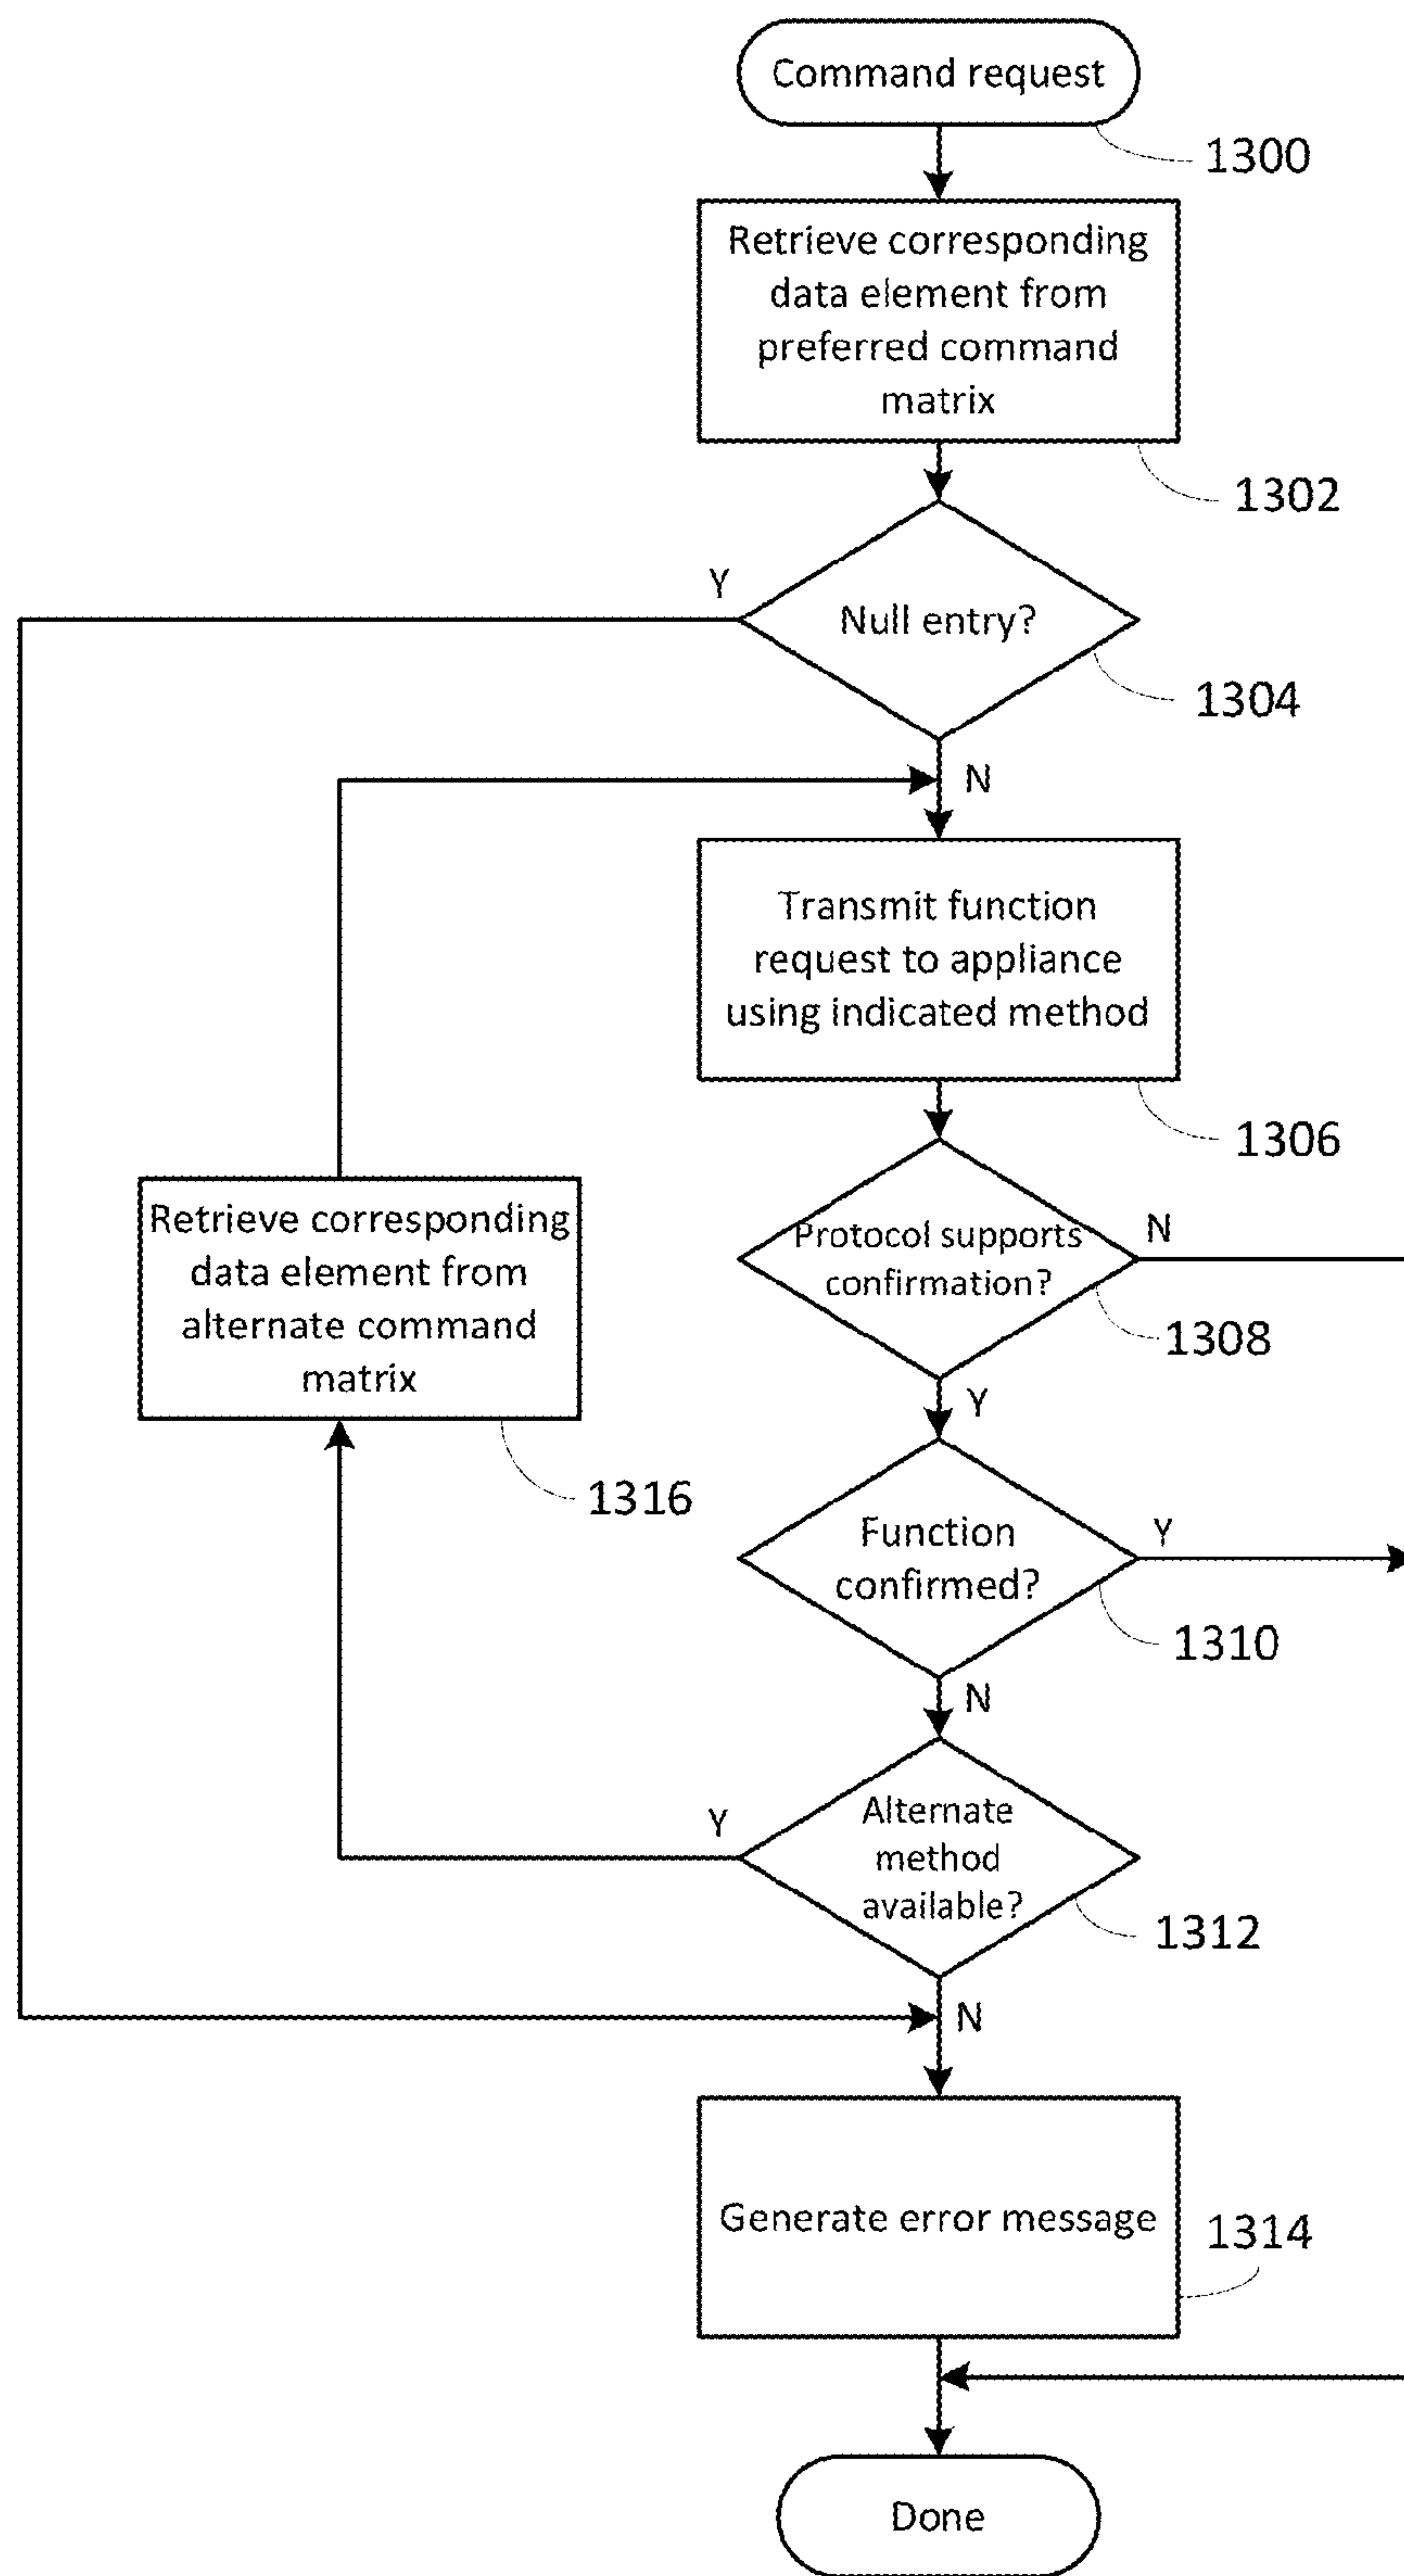 Command request
1300
Retrieve corresponding
data element from
preferred command
matrix
1302
Y
Null entry?
1304
N
Transmit function
request to appliance
using indicated method
1306
Retrieve corresponding
data element from
alternate command
matrix
1316
Protocol supports
confirmation?
N
1308
Y
Function
confirmed?
Y
1310
N
Y
Alternate
method
available?
1312
N
Generate error message
1314
Done